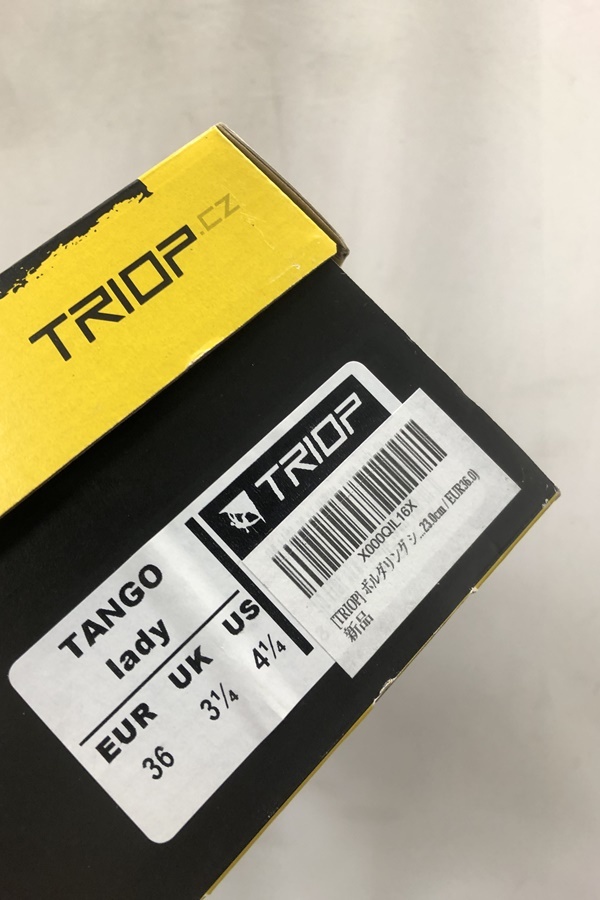 TRIOP.CZ
TRIOP
TANGO
lady
EUR UK US
36 3¼ 4¼
X000QIL16X
[TRIOP] ボルダリング シ ...23.0cm (EUR36.0)
新品